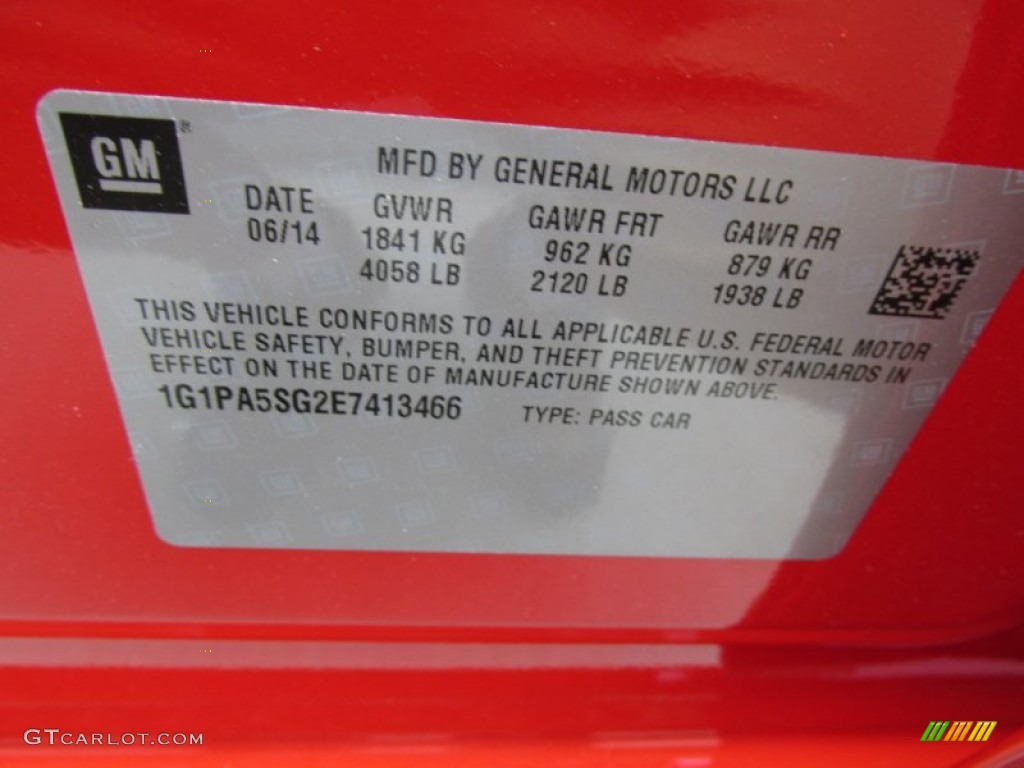 GM
MFD BY GENERAL MOTORS LLC
DATE GVWR GAWR FRT GAWR RR
06/14 1841 KG 962 KG 879 KG
4058 LB 2120 LB 1938 LB
THIS VEHICLE CONFORMS TO ALL APPLICABLE U.S. FEDERAL MOTOR
VEHICLE SAFETY, BUMPER, AND THEFT PREVENTION STANDARDS IN
EFFECT ON THE DATE OF MANUFACTURE SHOWN ABOVE.
1G1PA5SG2E7413466 TYPE: PASS CAR
GTCARLOT.COM